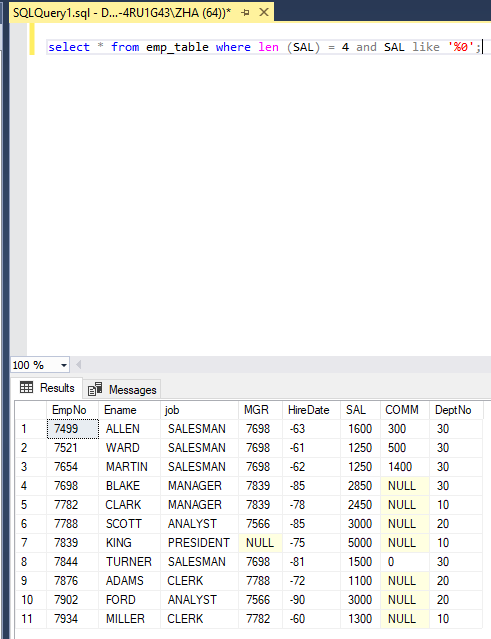 SQLQuery1.sql - D...-4RU1G43\ZHA (64))*
select * from emp_table where len (SAL) = 4 and SAL like '%0';
100 %
Results Messages
EmpNo Ename job MGR HireDate SAL COMM DeptNo
1 7499 ALLEN SALESMAN 7698 -63 1600 300 30
2 7521 WARD SALESMAN 7698 -61 1250 500 30
3 7654 MARTIN SALESMAN 7698 -62 1250 1400 30
4 7698 BLAKE MANAGER 7839 -85 2850 NULL 30
5 7782 CLARK MANAGER 7839 -78 2450 NULL 10
6 7788 SCOTT ANALYST 7566 -85 3000 NULL 20
7 7839 KING PRESIDENT NULL -75 5000 NULL 10
8 7844 TURNER SALESMAN 7698 -81 1500 0 30
9 7876 ADAMS CLERK 7788 -72 1100 NULL 20
10 7902 FORD ANALYST 7566 -90 3000 NULL 20
11 7934 MILLER CLERK 7782 -60 1300 NULL 10